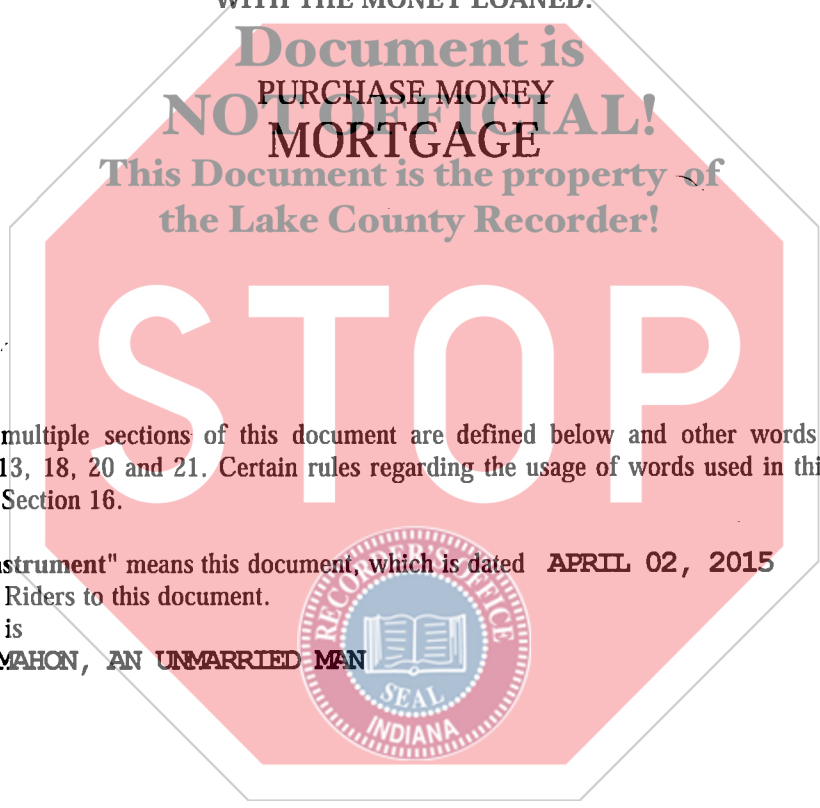 WITH THE MONEY LOANED.
Document is
PURCHASE MONEY
NOT OFFICIAL!
MORTGAGE
This Document is the property of
the Lake County Recorder!
STOP
multiple sections of this document are defined below and other words
13, 18, 20 and 21. Certain rules regarding the usage of words used in thi
Section 16.
strument" means this document, which is dated APRIL 02, 2015
Riders to this document.
is
MAHON, AN UNMARRIED MAN
RECORDER'S OFFICE
SEAL
INDIANA